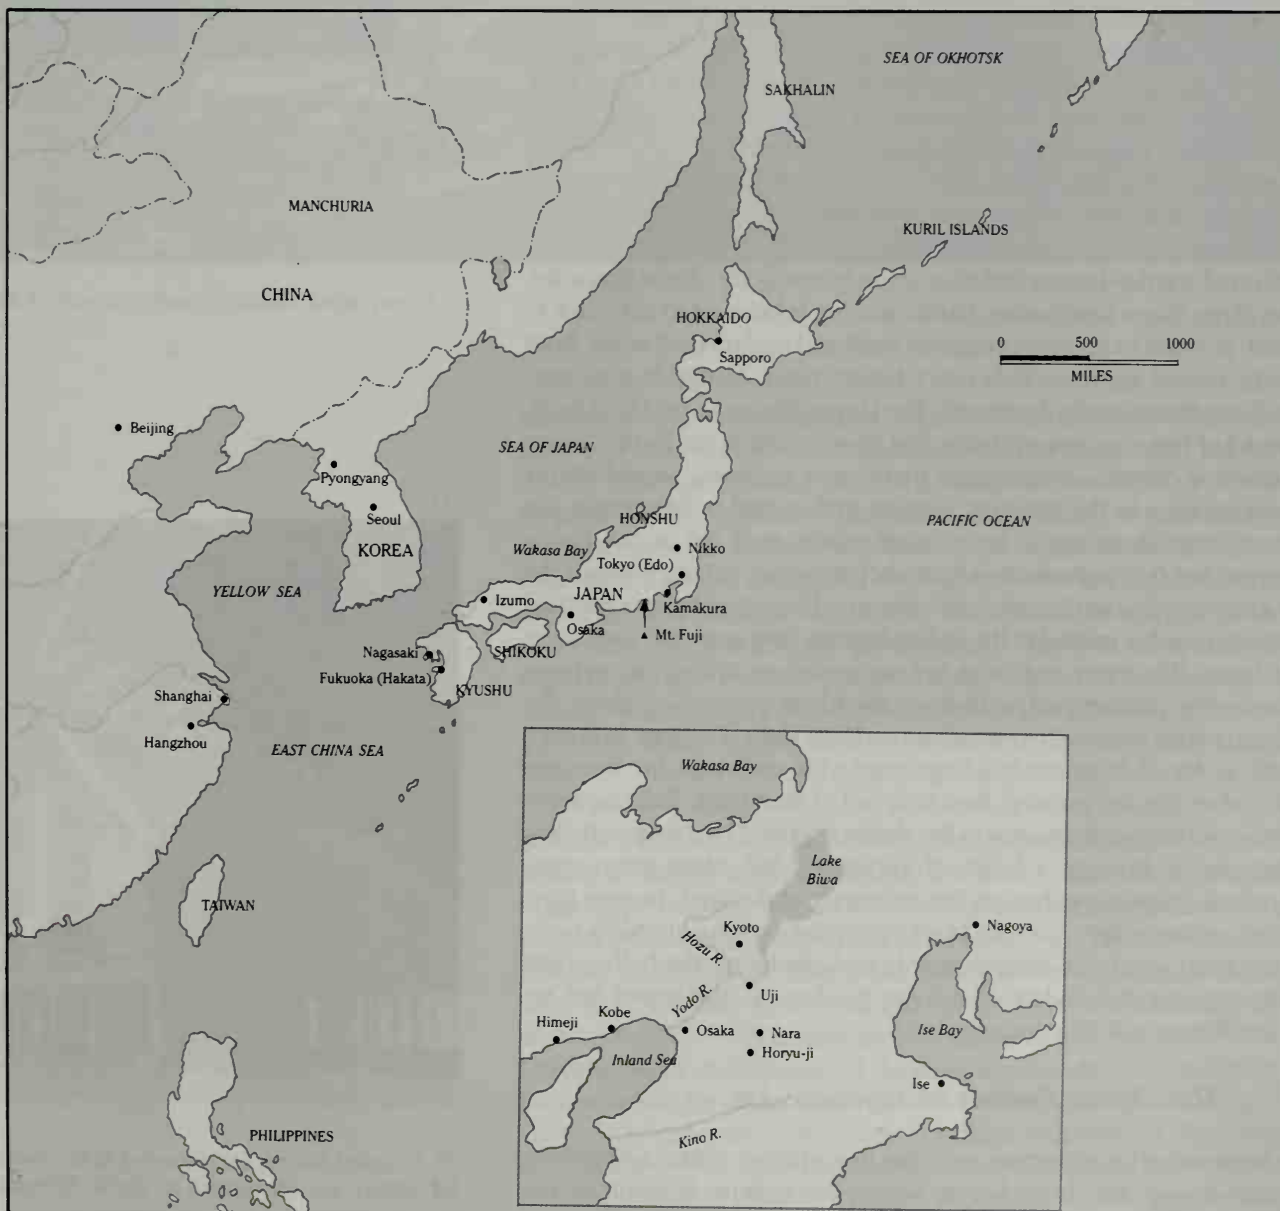 SEA OF OKHOTSK
SAKHALIN
MANCHURIA
KURIL ISLANDS
CHINA
HOKKAIDO
Sapporo
0 500 1000
MILES
Beijing
SEA OF JAPAN
Pyongyang
Seoul
KOREA
HONSHU
PACIFIC OCEAN
Wakasa Bay
Nikko
Tokyo (Edo)
YELLOW SEA
JAPAN
Izumo
Kamakura
Osaka
Mt. Fuji
Nagasaki
SHIKOKU
Fukuoka (Hakata)
KYUSHU
Shanghai
Hangzhou
EAST CHINA SEA
TAIWAN
PHILIPPINES
Wakasa Bay
Lake
Biwa
Kyoto
Hozu R.
Nagoya
Uji
Yodo R.
Kobe
Himeji
Osaka
Nara
Ise Bay
Horyu-ji
Inland Sea
Ise
Kino R.